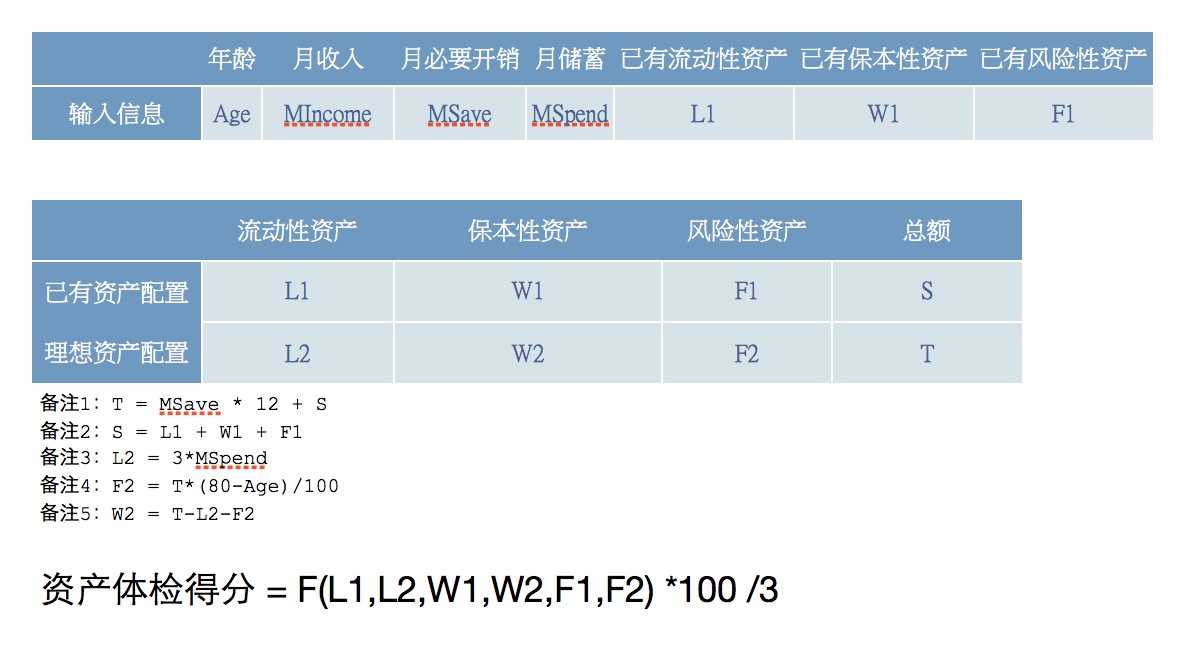 年龄 月收入 月必要开销 月储蓄 已有流动性资产 已有保本性资产 已有风险性资产
输入信息 Age MIncome MSave MSpend L1 W1 F1
流动性资产 保本性资产 风险性资产 总额
已有资产配置 L1 W1 F1 S
理想资产配置 L2 W2 F2 T
备注1: T = MSave * 12 + S
备注2: S = L1 + W1 + F1
备注3: L2 = 3*MSpend
备注4: F2 = T*(80-Age)/100
备注5: W2 = T-L2-F2
资产体检得分 = F(L1,L2,W1,W2,F1,F2) *100 /3